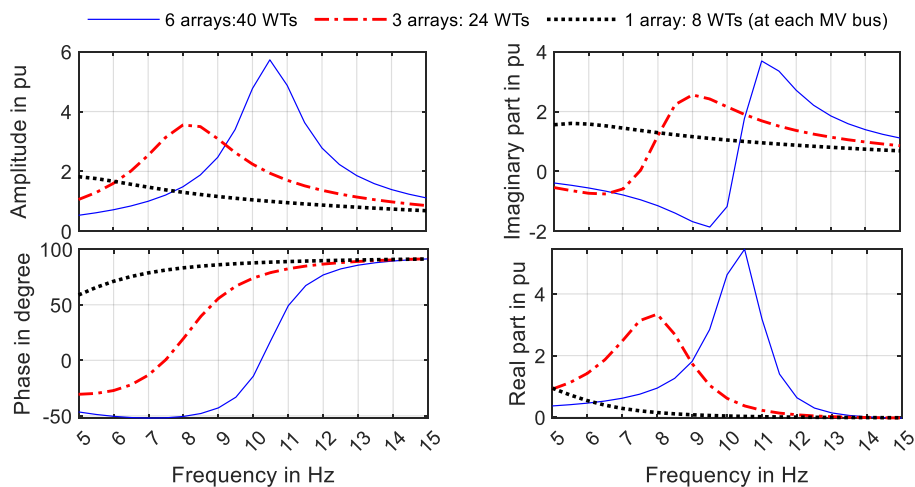 6 arrays:40 WTs 3 arrays: 24 WTs 1 array: 8 WTs (at each MV bus)
Amplitude in pu
6
4
2
0
Imaginary part in pu
4
2
0
-2
Phase in degree
100
50
0
-50
5 6 7 8 9 10 11 12 13 14 15
Frequency in Hz
Real part in pu
4
2
0
5 6 7 8 9 10 11 12 13 14 15
Frequency in Hz